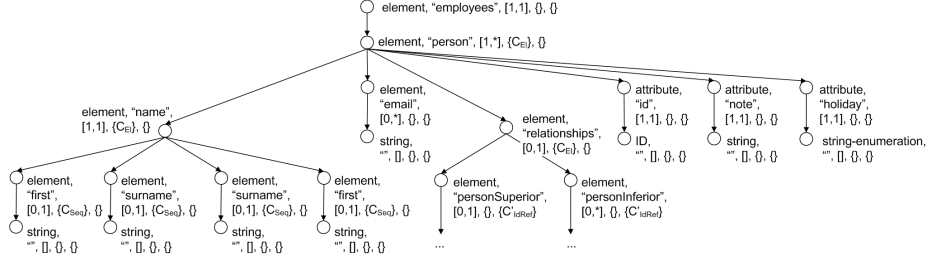 element, “employees”, [1,1], {}, {}
element, “person”, [1,*], {C_El}, {}
element, “name”,
[1,1], {C_El}, {}
element,
“email”,
[0,*], {}, {}
string,
“”, [], {}, {}
element,
“relationships”,
[0,1], {C_El}, {}
attribute,
“id”,
[1,1], {}, {}
ID,
“”, [], {}, {}
attribute,
“note”,
[1,1], {}, {}
string,
“”, [], {}, {}
attribute,
“holiday”,
[1,1], {}, {}
string-enumeration,
“”, [], {}, {}
element,
“first”,
[0,1], {C_Seq}, {}
string,
“”, [], {}, {}
element,
“surname”,
[0,1], {C_Seq}, {}
string,
“”, [], {}, {}
element,
“surname”,
[0,1], {C_Seq}, {}
string,
“”, [], {}, {}
element,
“first”,
[0,1], {C_Seq}, {}
string,
“”, [], {}, {}
element,
“personSuperior”,
[0,1], {}, {C'_IdRef}
...
element,
“personInferior”,
[0,*], {}, {C'_IdRef}
...